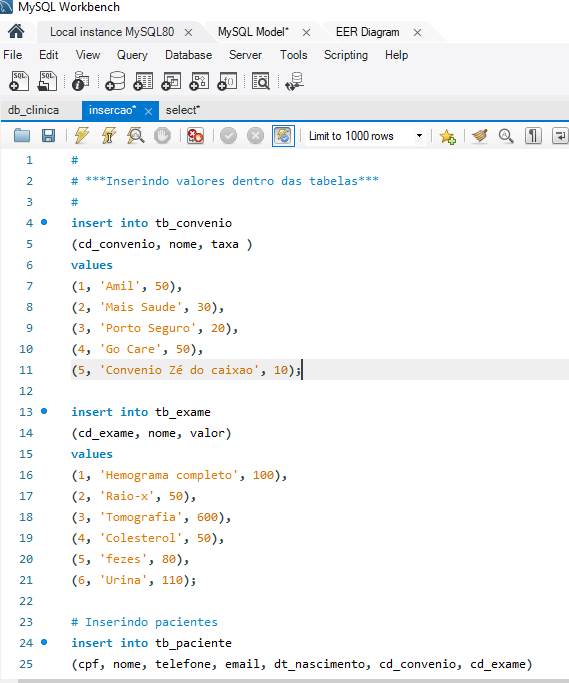 MySQL Workbench
Local instance MySQL80 × MySQL Model* × EER Diagram ×
File Edit View Query Database Server Tools Scripting Help
db_clinica insercao* × select*
Limit to 1000 rows
1 #
2 # ***Inserindo valores dentro das tabelas***
3 #
4 insert into tb_convenio
5 (cd_convenio, nome, taxa )
6 values
7 (1, 'Amil', 50),
8 (2, 'Mais Saude', 30),
9 (3, 'Porto Seguro', 20),
10 (4, 'Go Care', 50),
11 (5, 'Convenio Zé do caixao', 10);
12
13 insert into tb_exame
14 (cd_exame, nome, valor)
15 values
16 (1, 'Hemograma completo', 100),
17 (2, 'Raio-x', 50),
18 (3, 'Tomografia', 600),
19 (4, 'Colesterol', 50),
20 (5, 'fezes', 80),
21 (6, 'Urina', 110);
22
23 # Inserindo pacientes
24 insert into tb_paciente
25 (cpf, nome, telefone, email, dt_nascimento, cd_convenio, cd_exame)